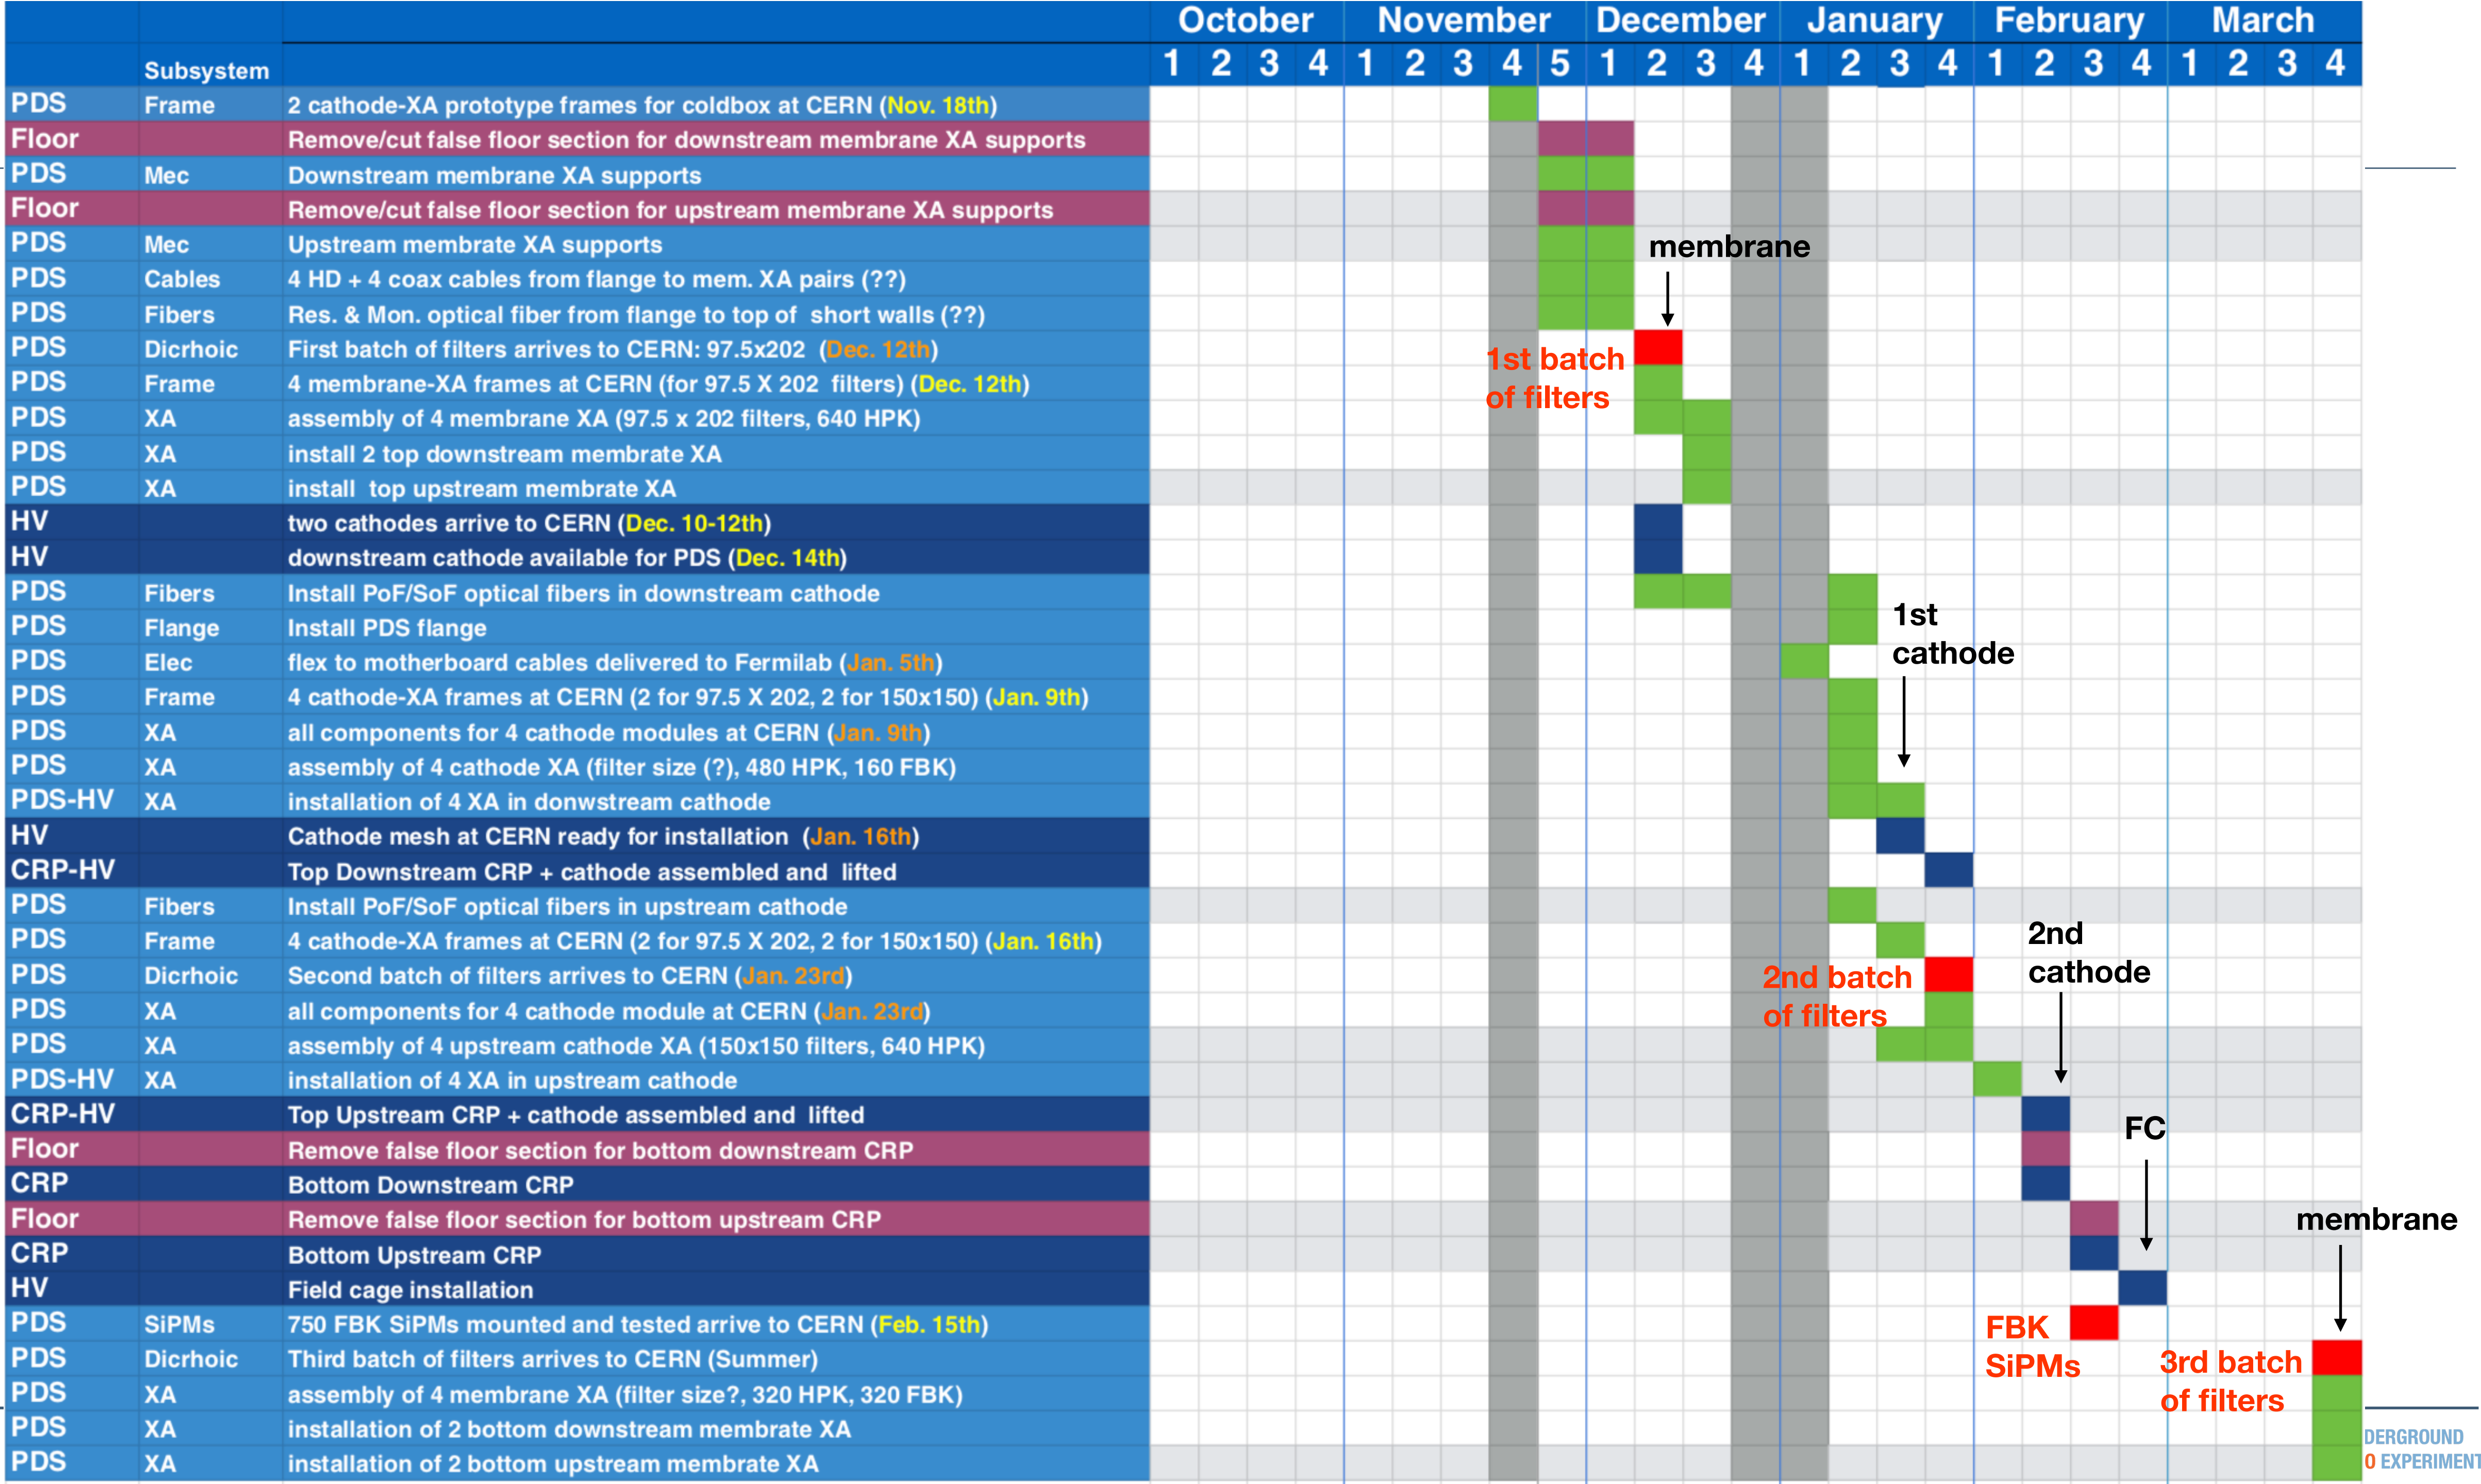 October November December January February March
Subsystem 1 2 3 4 1 2 3 4 5 1 2 3 4 1 2 3 4 1 2 3 4 1 2 3 4
PDS Frame 2 cathode-XA prototype frames for coldbox at CERN (Nov. 18th)
Floor Remove/cut false floor section for downstream membrane XA supports
PDS Mec Downstream membrane XA supports
Floor Remove/cut false floor section for upstream membrane XA supports
PDS Mec Upstream membrate XA supports
membrane
PDS Cables 4 HD + 4 coax cables from flange to mem. XA pairs (??)
PDS Fibers Res. & Mon. optical fiber from flange to top of short walls (??)
PDS Dicrhoic First batch of filters arrives to CERN: 97.5x202 (Dec. 12th)
1st batch
of filters
PDS Frame 4 membrane-XA frames at CERN (for 97.5 X 202 filters) (Dec. 12th)
PDS XA assembly of 4 membrane XA (97.5 x 202 filters, 640 HPK)
PDS XA install 2 top downstream membrate XA
PDS XA install top upstream membrate XA
HV two cathodes arrive to CERN (Dec. 10-12th)
HV downstream cathode available for PDS (Dec. 14th)
PDS Fibers Install PoF/SoF optical fibers in downstream cathode
1st
cathode
PDS Flange Install PDS flange
PDS Elec flex to motherboard cables delivered to Fermilab (Jan. 5th)
PDS Frame 4 cathode-XA frames at CERN (2 for 97.5 X 202, 2 for 150x150) (Jan. 9th)
PDS XA all components for 4 cathode modules at CERN (Jan. 9th)
PDS XA assembly of 4 cathode XA (filter size (?), 480 HPK, 160 FBK)
PDS-HV XA installation of 4 XA in donwstream cathode
HV Cathode mesh at CERN ready for installation (Jan. 16th)
CRP-HV Top Downstream CRP + cathode assembled and lifted
PDS Fibers Install PoF/SoF optical fibers in upstream cathode
PDS Frame 4 cathode-XA frames at CERN (2 for 97.5 X 202, 2 for 150x150) (Jan. 16th)
2nd
cathode
PDS Dicrhoic Second batch of filters arrives to CERN (Jan. 23rd)
2nd batch
of filters
PDS XA all components for 4 cathode module at CERN (Jan. 23rd)
PDS XA assembly of 4 upstream cathode XA (150x150 filters, 640 HPK)
PDS-HV XA installation of 4 XA in upstream cathode
CRP-HV Top Upstream CRP + cathode assembled and lifted
FC
Floor Remove false floor section for bottom downstream CRP
CRP Bottom Downstream CRP
Floor Remove false floor section for bottom upstream CRP
membrane
CRP Bottom Upstream CRP
HV Field cage installation
PDS SiPMs 750 FBK SiPMs mounted and tested arrive to CERN (Feb. 15th)
FBK
SiPMs
PDS Dicrhoic Third batch of filters arrives to CERN (Summer)
3rd batch
of filters
PDS XA assembly of 4 membrane XA (filter size?, 320 HPK, 320 FBK)
PDS XA installation of 2 bottom downstream membrate XA
PDS XA installation of 2 bottom upstream membrate XA
DERGROUND
O EXPERIMENT